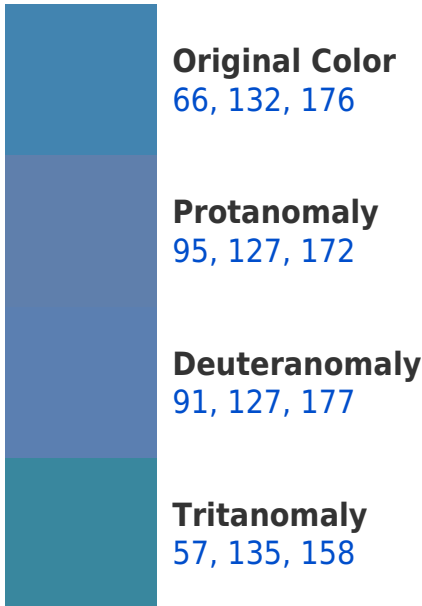 Original Color
66, 132, 176
Protanomaly
95, 127, 172
Deuteranomaly
91, 127, 177
Tritanomaly
57, 135, 158